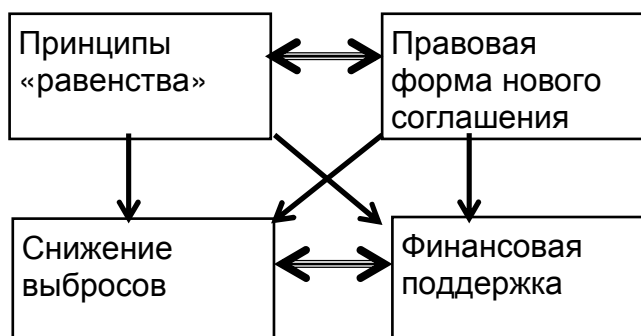 Принципы
«равенства»
Правовая
форма нового
соглашения
Снижение
выбросов
Финансовая
поддержка